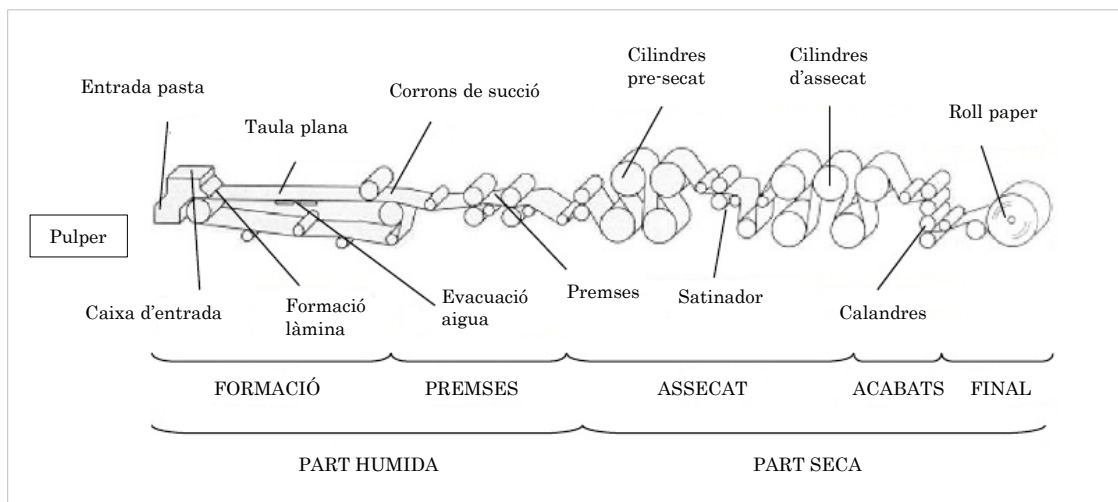 Cilindres
pre-secat
Cilindres
d'assecat
Entrada pasta
Corrons de succió
Roll paper
Taula plana
Pulper
Caixa d'entrada
Formació
làmina
Evacuació
aigua
Premses
Satinador
Calandres
FORMACIÓ
PREMSES
ASSECAT
ACABATS
FINAL
PART HUMIDA
PART SECA